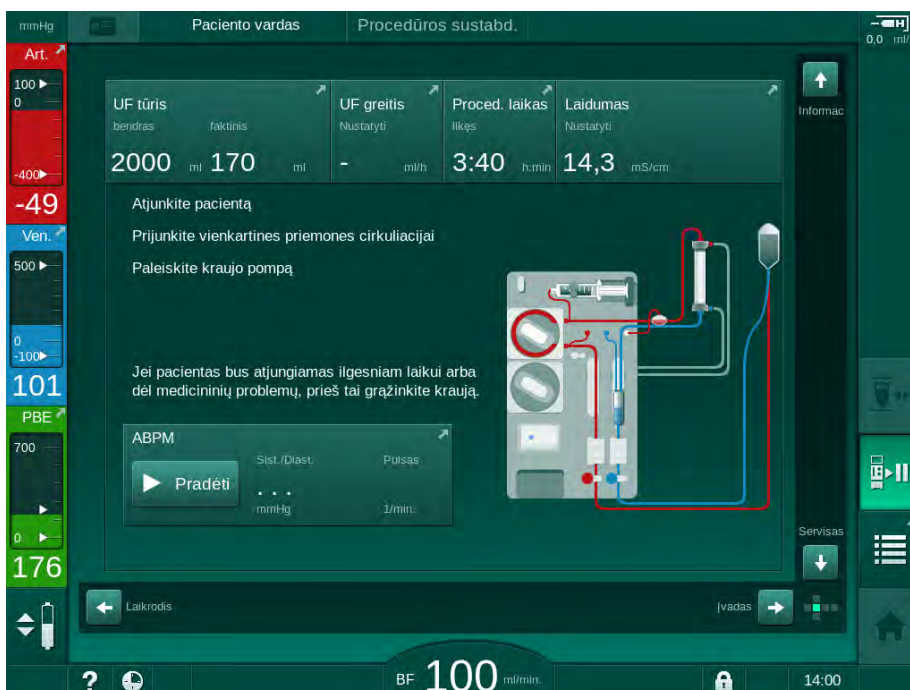 mmHg
Paciento vardas
Procedūros sustabd.
0,0 ml/
Art.
100
0
-400
-49
Ven.
500
0
-100
101
PBE
700
0
176
UF tūris
bendras faktinis
2000 ml 170 ml
UF greitis
Nustatyti
- ml/h
Proced. laikas
likęs
3:40 h:min
Laidumas
Nustatyti
14,3 mS/cm
Informac
Atjunkite pacientą
Prijunkite vienkartines priemones cirkuliacijai
Paleiskite kraujo pompą
Jei pacientas bus atjungiamas ilgesniam laikui arba
dėl medicininių problemų, prieš tai grąžinkite kraują.
ABPM
Sist./Diast. Pulsas
Pradėti
. . .
mmHg 1/min.
Servisas
Laikrodis
Įvadas
?
BF 100 ml/min.
14:00